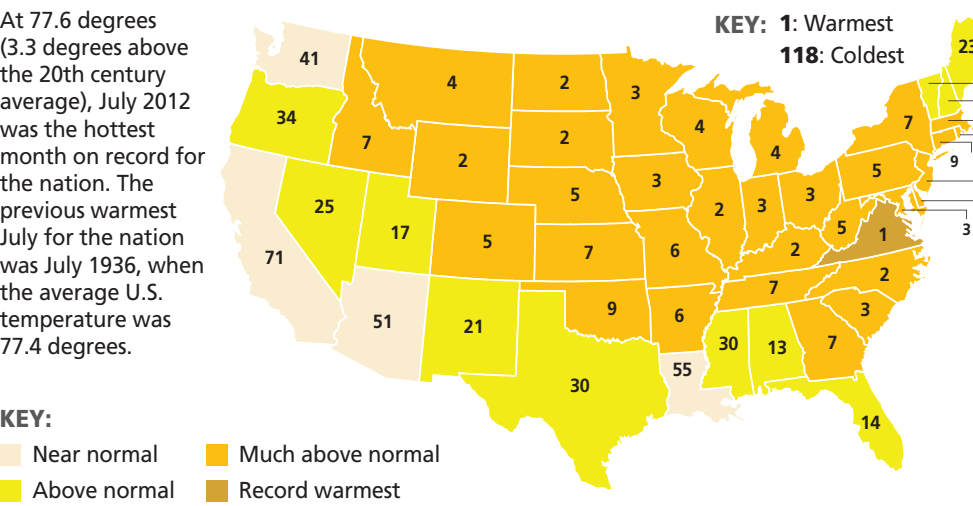 At 77.6 degrees
(3.3 degrees above
the 20th century
average), July 2012
was the hottest
month on record for
the nation. The
previous warmest
July for the nation
was July 1936, when
the average U.S.
temperature was
77.4 degrees.
KEY: 1: Warmest
118: Coldest
23
41
4
2
3
34
7
2
4
7
4
2
5
9
3
5
3
3
25
2
3
17
5
1
3
5
7
6
2
71
2
7
51
9
6
3
21
30
13
7
55
30
14
KEY:
Near normal
Much above normal
Above normal
Record warmest